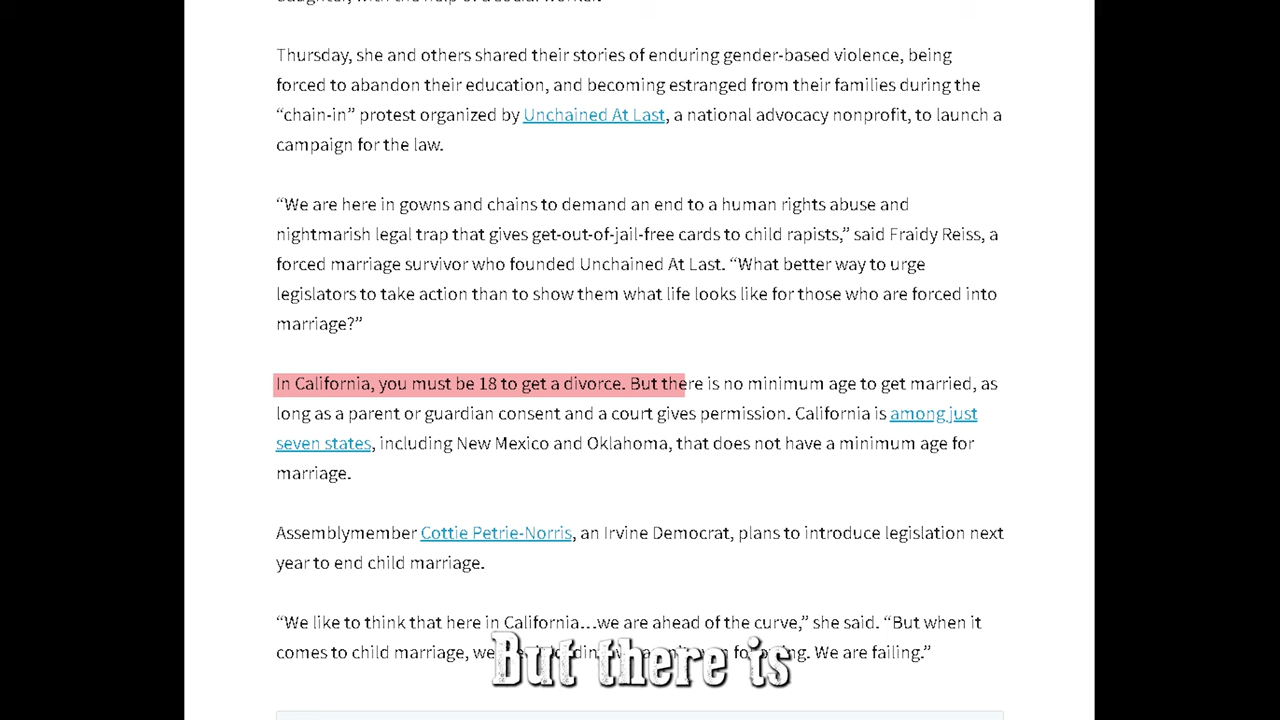 Thursday, she and others shared their stories of enduring gender-based violence, being
forced to abandon their education, and becoming estranged from their families during the
“chain-in” protest organized by Unchained At Last, a national advocacy nonprofit, to launch a
campaign for the law.
“We are here in gowns and chains to demand an end to a human rights abuse and
nightmarish legal trap that gives get-out-of-jail-free cards to child rapists,” said Fraidy Reiss, a
forced marriage survivor who founded Unchained At Last. “What better way to urge
legislators to take action than to show them what life looks like for those who are forced into
marriage?”
In California, you must be 18 to get a divorce. But there is no minimum age to get married, as
long as a parent or guardian consent and a court gives permission. California is among just
seven states, including New Mexico and Oklahoma, that does not have a minimum age for
marriage.
Assemblymember Cottie Petrie-Norris, an Irvine Democrat, plans to introduce legislation next
year to end child marriage.
“We like to think that here in California…we are ahead of the curve,” she said. “But when it
comes to child marriage, We are failing.”
But there is